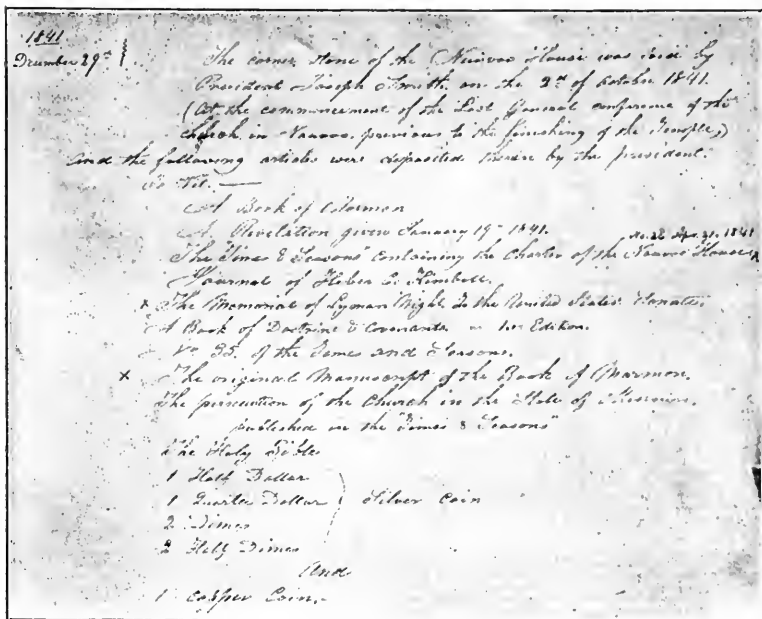 1841
December 29th
The corner stone of the Nauvoo House was laid by
President Joseph Smith on the 2d of October 1841.
(At the commencement of the Last General conference of the
church in Nauvoo previous to the finishing of the Temple,)
and the following articles were deposited therein by the president.
To Wit. —
A Book of Mormon
A Revelation given January 19th 1841.
The Times & Seasons containing the Charter of the Nauvoo House, No. 28 Apr. 31. 1841
Journal of Heber C. Kimball.
x The Memorial of Lyman Wight to the United States Senate.
A Book of Doctrine & Covenants 1st Edition.
No 35. of the Times and Seasons.
x The original Manuscript of the Book of Mormon.
The persecution of the Church in the State of Missouri.
published in the "Times & Seasons"
The Holy Bible
1 Half Dollar
1 Quarter Dollar Silver Coin
2 Dimes
2 Half Dimes
And
1 Copper Coin.